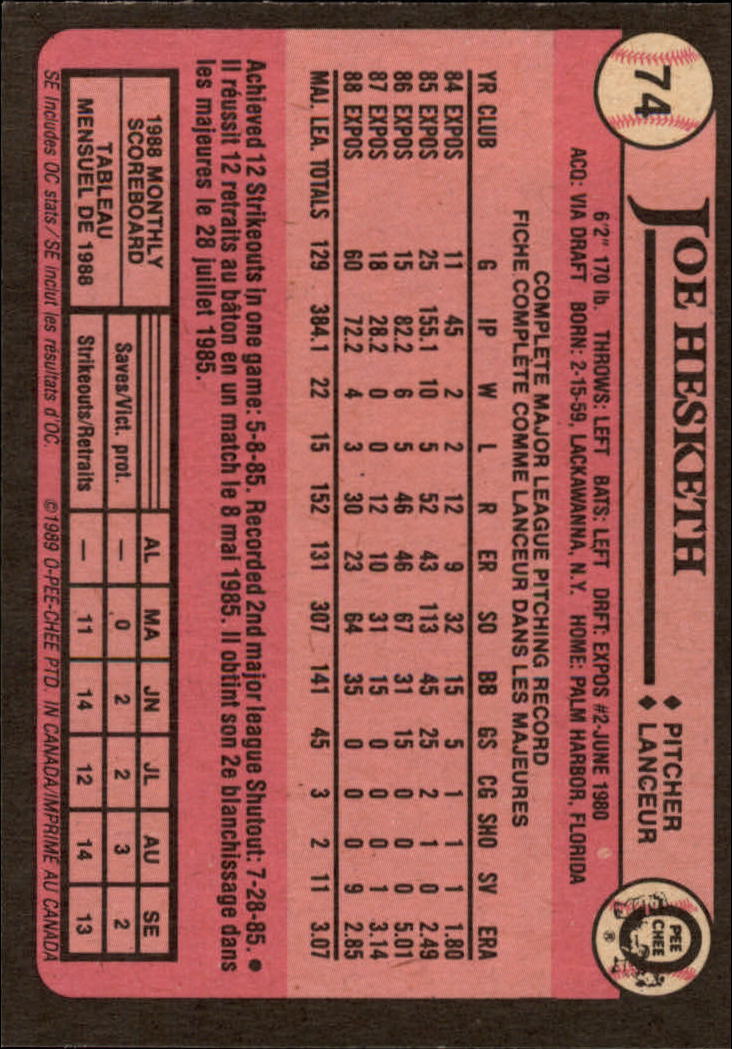 74
JOE HESKETH
♦ PITCHER
♦ LANCEUR
O PEE CHEE ®
6'2" 170 lb. THROWS: LEFT BATS: LEFT DRFT: EXPOS #2-JUNE 1980
ACQ: VIA DRAFT BORN: 2-15-59, LACKAWANNA, N.Y. HOME: PALM HARBOR, FLORIDA
COMPLETE MAJOR LEAGUE PITCHING RECORD
FICHE COMPLÈTE COMME LANCEUR DANS LES MAJEURES
YR CLUB G IP W L R ER SO BB GS CG SHO SV ERA
84 EXPOS 11 45 2 2 12 9 32 15 5 1 1 1 1.80
85 EXPOS 25 155.1 10 5 52 43 113 45 25 2 1 0 2.49
86 EXPOS 15 82.2 6 5 46 46 67 31 15 0 0 0 5.01
87 EXPOS 18 28.2 0 0 12 10 31 15 0 0 0 1 3.14
88 EXPOS 60 72.2 4 3 30 23 64 35 0 0 0 9 2.85
MAJ. LEA. TOTALS 129 384.1 22 15 152 131 307 141 45 3 2 11 3.07
Achieved 12 Strikeouts in one game: 5-8-85. Recorded 2nd major league Shutout: 7-28-85. ●
Il réussit 12 retraits au bâton en un match le 8 mai 1985. Il obtint son 2e blanchissage dans
les majeures le 28 juillet 1985.
1988 MONTHLY
SCOREBOARD
TABLEAU
MENSUEL DE 1988
AL MA JN JL AU SE
Saves/Vict. prot. — 0 2 2 3 2
Strikeouts/Retraits — 11 14 12 14 13
SE Includes OC stats/SE inclut les résultats d'OC. ©1989 O-PEE-CHEE PTD. IN CANADA/IMPRIMÉ AU CANADA